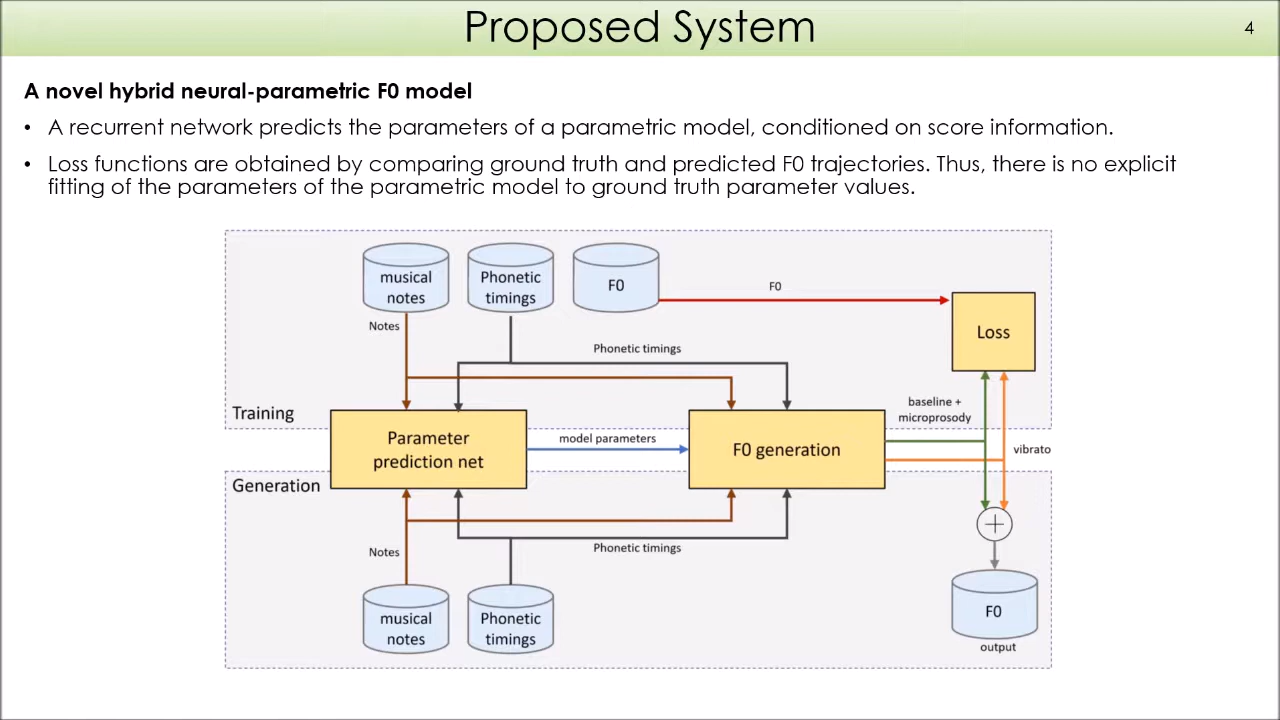 Proposed System
4
A novel hybrid neural-parametric F0 model
• A recurrent network predicts the parameters of a parametric model, conditioned on score information.
• Loss functions are obtained by comparing ground truth and predicted F0 trajectories. Thus, there is no explicit
fitting of the parameters of the parametric model to ground truth parameter values.
musical
notes
Phonetic
timings
F0
F0
Loss
Notes
Phonetic timings
baseline +
microprosody
Training
Parameter
prediction net
model parameters
F0 generation
vibrato
Generation
Notes
Phonetic timings
musical
notes
Phonetic
timings
F0
output